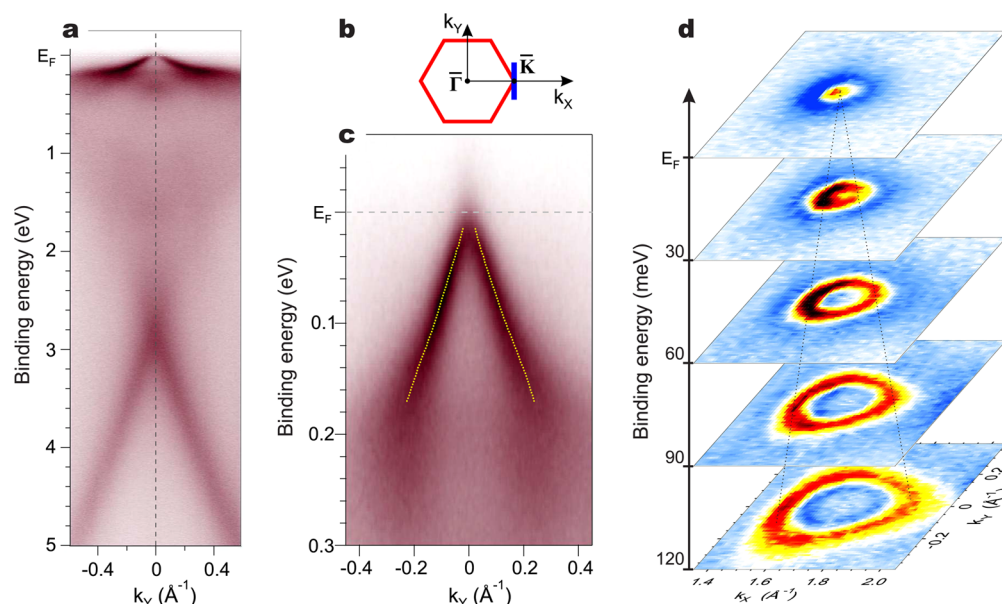 a
E_F
1
2
3
4
5
Binding energy (eV)
-0.4
0.0
0.4
k_Y (Å⁻¹)
b
k_Y
Γ̅
K̅
k_X
c
E_F
0.1
0.2
0.3
Binding energy (eV)
-0.4
-0.2
0.0
0.2
0.4
k_Y (Å⁻¹)
d
E_F
30
60
90
120
Binding energy (meV)
1.4
1.6
1.8
2.0
k_X (Å⁻¹)
-0.2
0
0.2
k_Y (Å⁻¹)